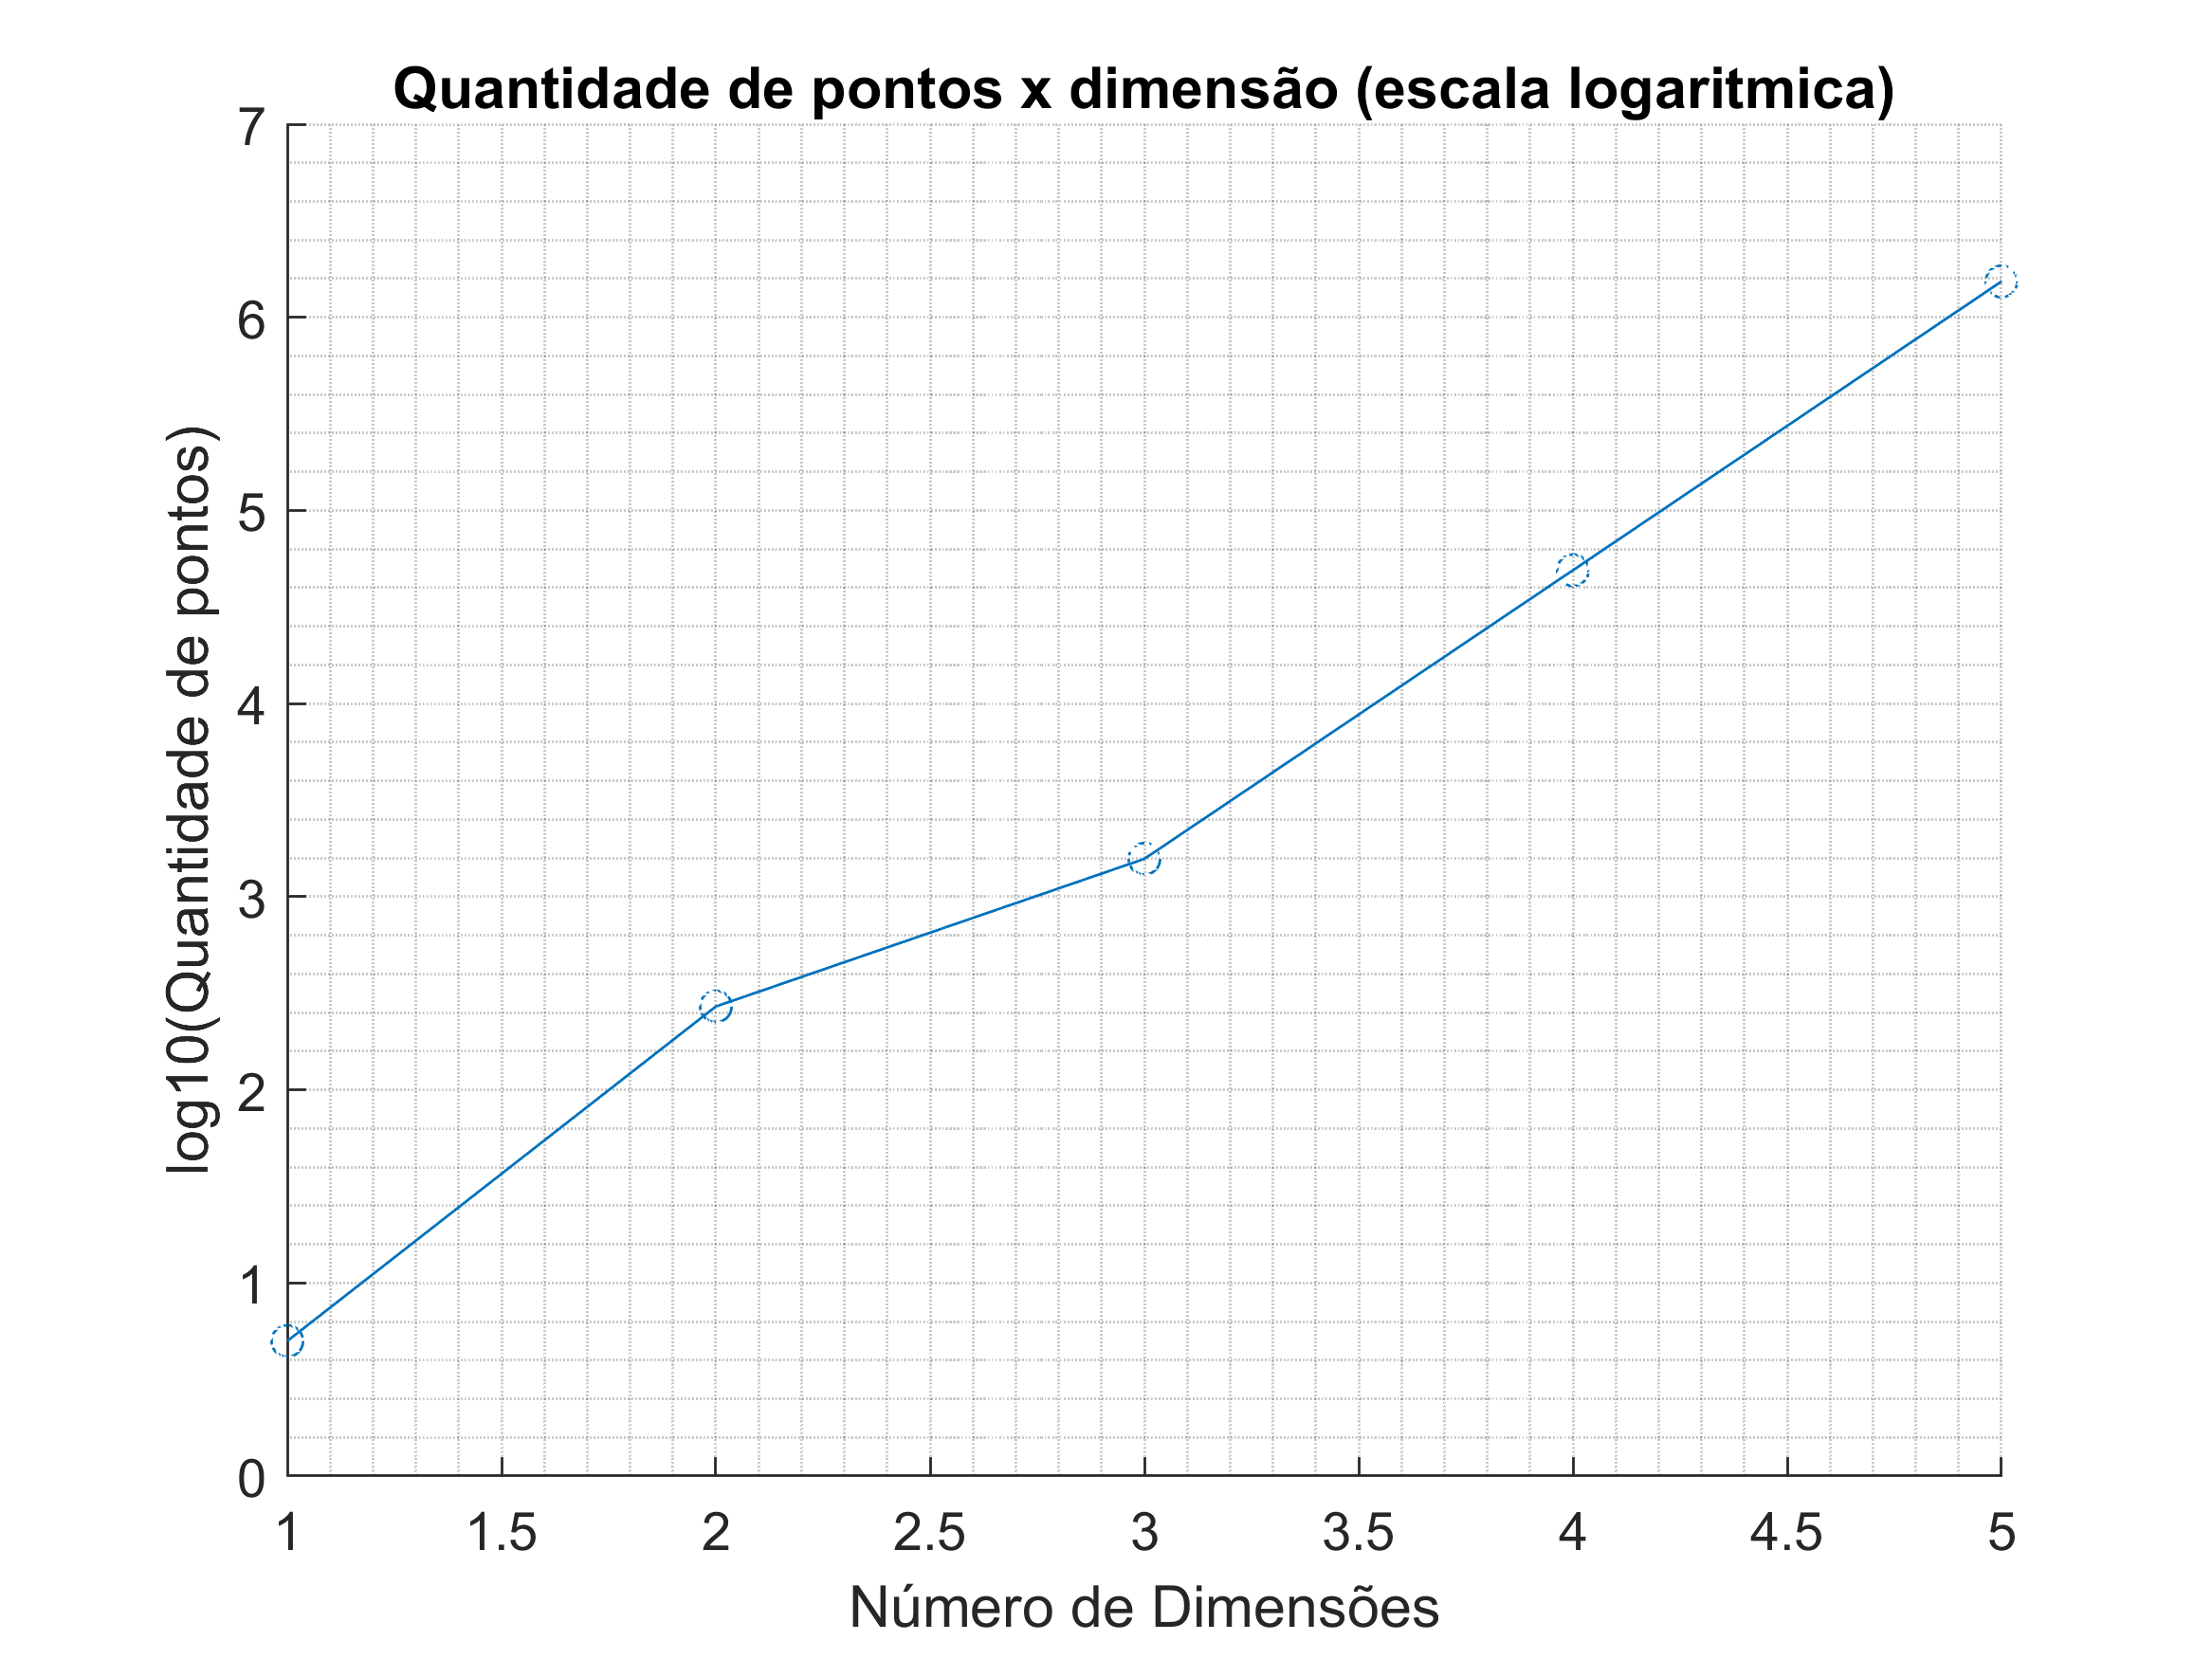 Quantidade de pontos x dimensão (escala logaritmica)
log10(Quantidade de pontos)
7
6
5
4
3
2
1
0
1 1.5 2 2.5 3 3.5 4 4.5 5
Número de Dimensões